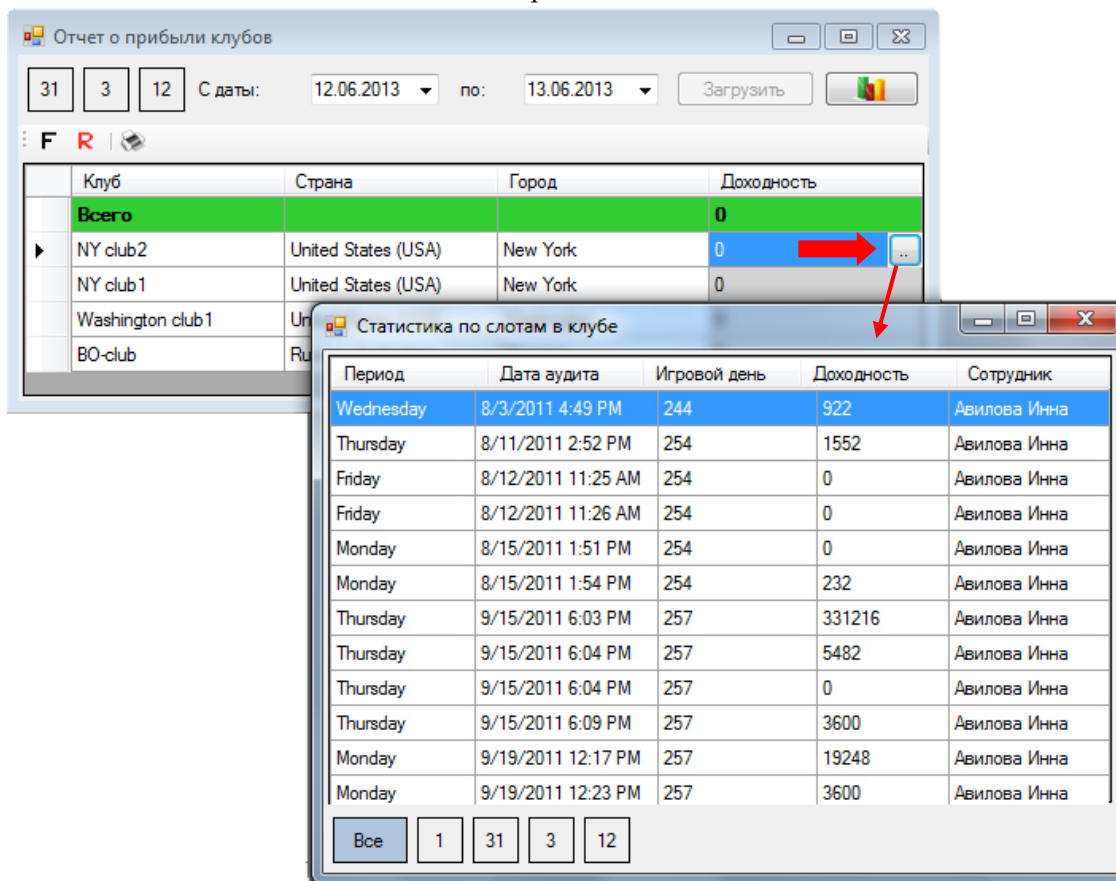 Отчет о прибыли клубов
31 3 12 С даты: 12.06.2013 по: 13.06.2013 Загрузить
F R
Клуб Страна Город Доходность
Всего 0
NY club2 United States (USA) New York 0 ..
NY club1 United States (USA) New York 0
Washington club1 Un
BO-club Ru
Статистика по слотам в клубе
Период Дата аудита Игровой день Доходность Сотрудник
Wednesday 8/3/2011 4:49 PM 244 922 Авилова Инна
Thursday 8/11/2011 2:52 PM 254 1552 Авилова Инна
Friday 8/12/2011 11:25 AM 254 0 Авилова Инна
Friday 8/12/2011 11:26 AM 254 0 Авилова Инна
Monday 8/15/2011 1:51 PM 254 0 Авилова Инна
Monday 8/15/2011 1:54 PM 254 232 Авилова Инна
Thursday 9/15/2011 6:03 PM 257 331216 Авилова Инна
Thursday 9/15/2011 6:04 PM 257 5482 Авилова Инна
Thursday 9/15/2011 6:04 PM 257 0 Авилова Инна
Thursday 9/15/2011 6:09 PM 257 3600 Авилова Инна
Monday 9/19/2011 12:17 PM 257 19248 Авилова Инна
Monday 9/19/2011 12:23 PM 257 3600 Авилова Инна
Все 1 31 3 12